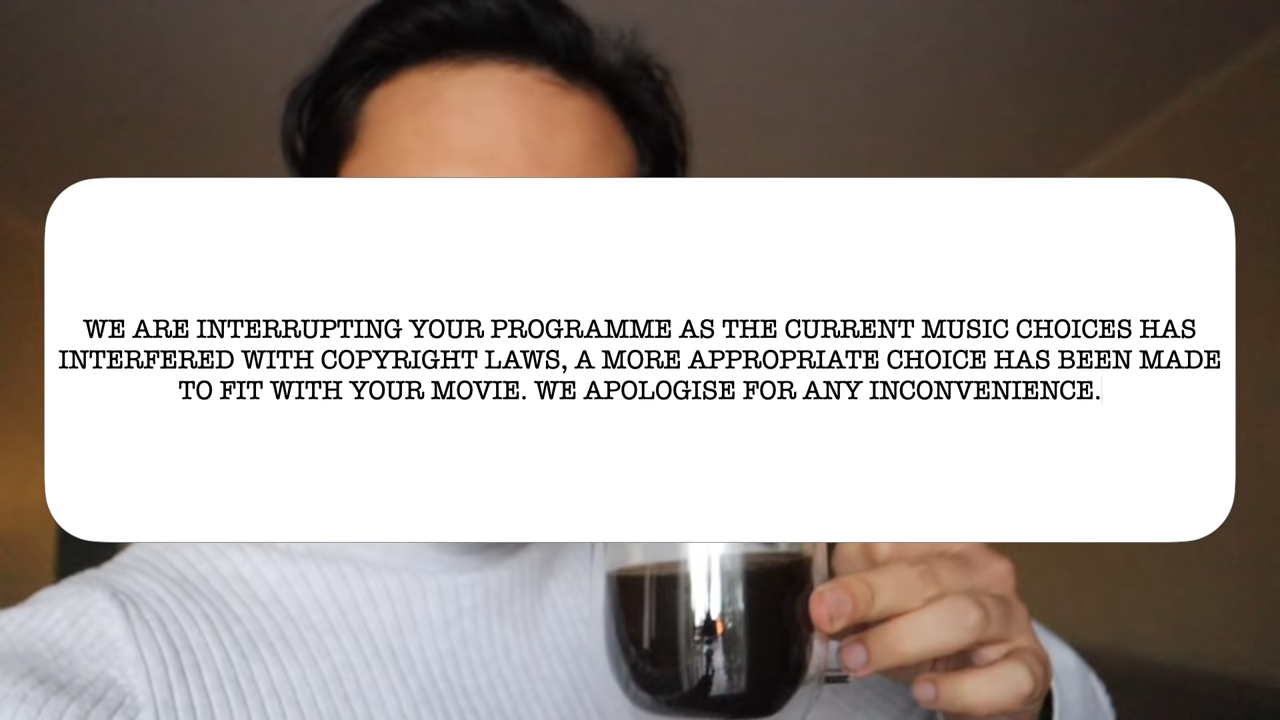 WE ARE INTERRUPTING YOUR PROGRAMME AS THE CURRENT MUSIC CHOICES HAS
INTERFERED WITH COPYRIGHT LAWS, A MORE APPROPRIATE CHOICE HAS BEEN MADE
TO FIT WITH YOUR MOVIE. WE APOLOGISE FOR ANY INCONVENIENCE.